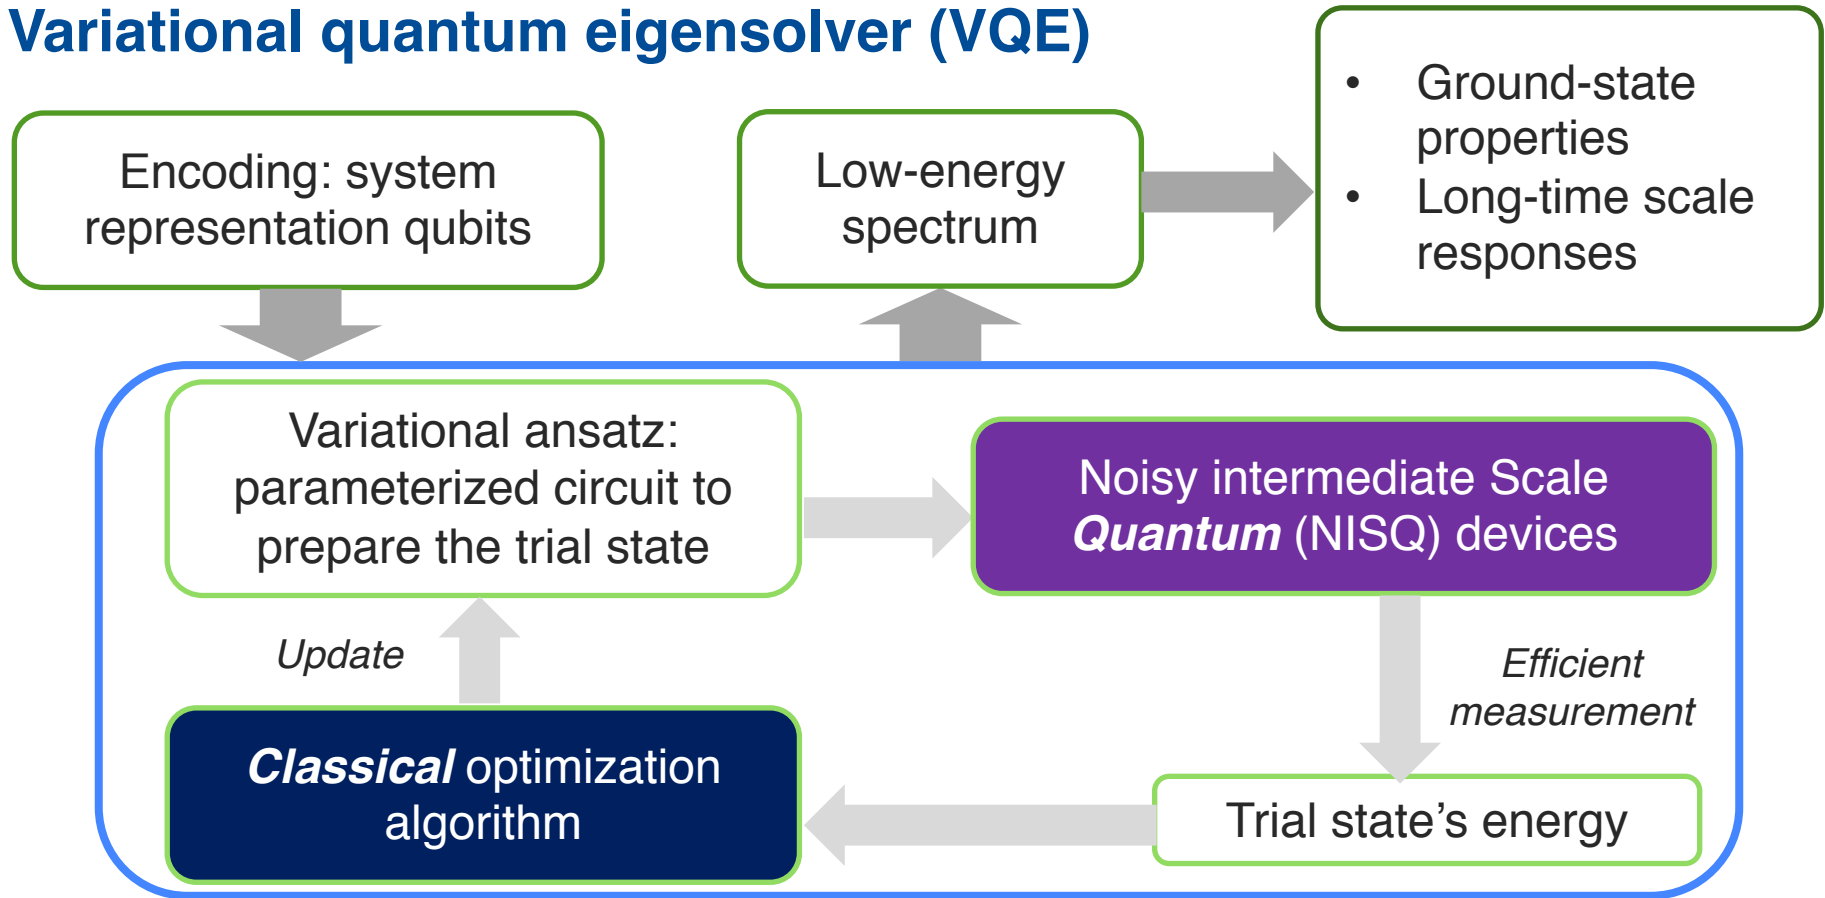 Variational quantum eigensolver (VQE)
Encoding: system
representation qubits
Low-energy
spectrum
• Ground-state
properties
• Long-time scale
responses
Variational ansatz:
parameterized circuit to
prepare the trial state
Noisy intermediate Scale
Quantum (NISQ) devices
Update
Efficient
measurement
Classical optimization
algorithm
Trial state’s energy